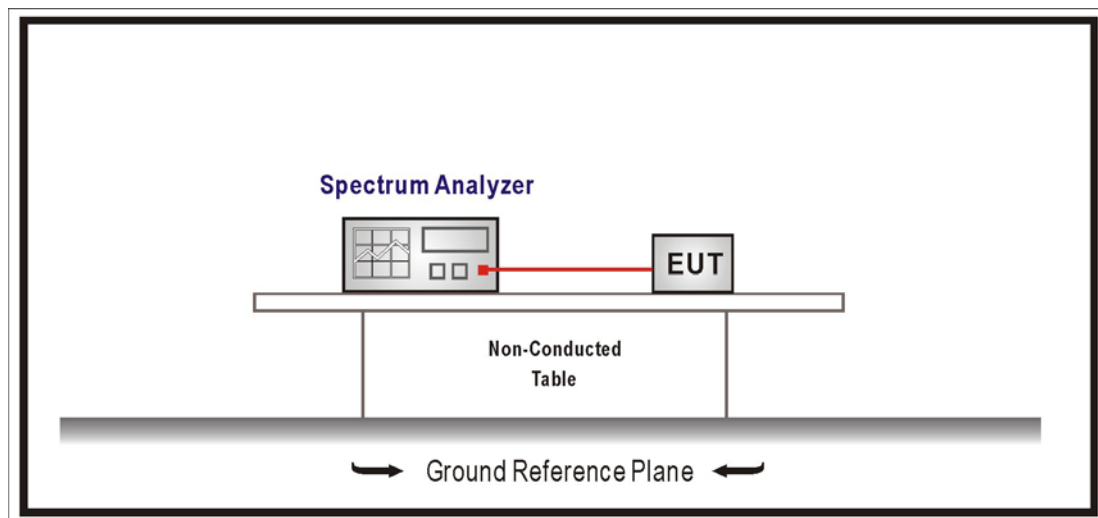 Spectrum Analyzer
EUT
Non-Conducted
Table
Ground Reference Plane